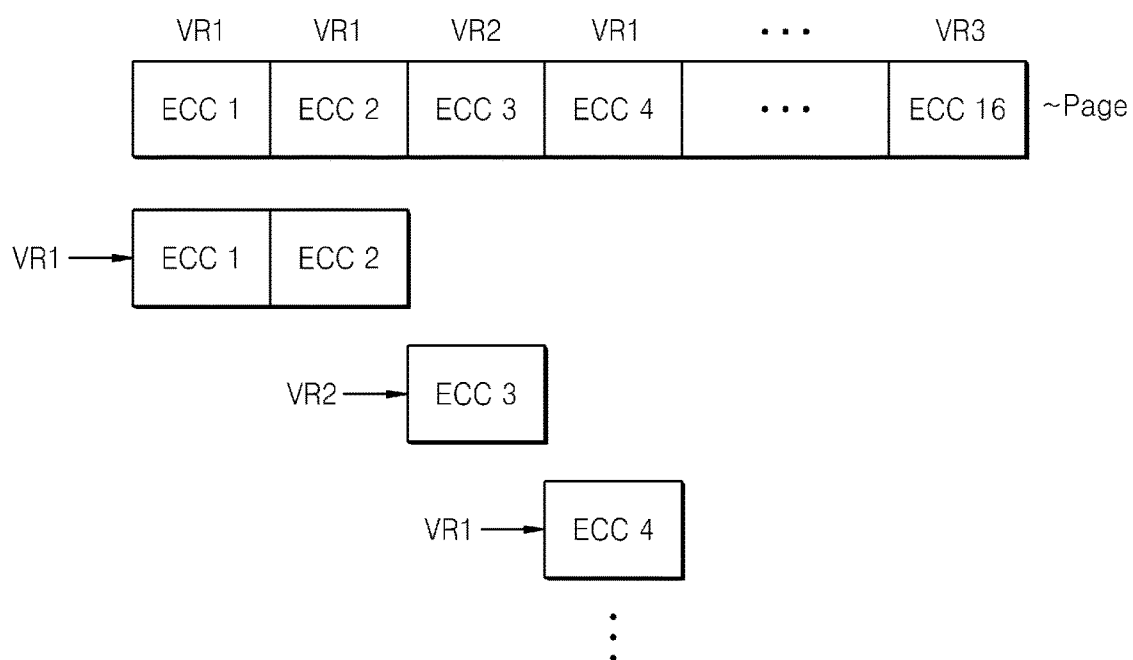 VR1 VR1 VR2 VR1 ... VR3
ECC 1 ECC 2 ECC 3 ECC 4 ... ECC 16 ~Page
VR1 ECC 1 ECC 2
VR2 ECC 3
VR1 ECC 4